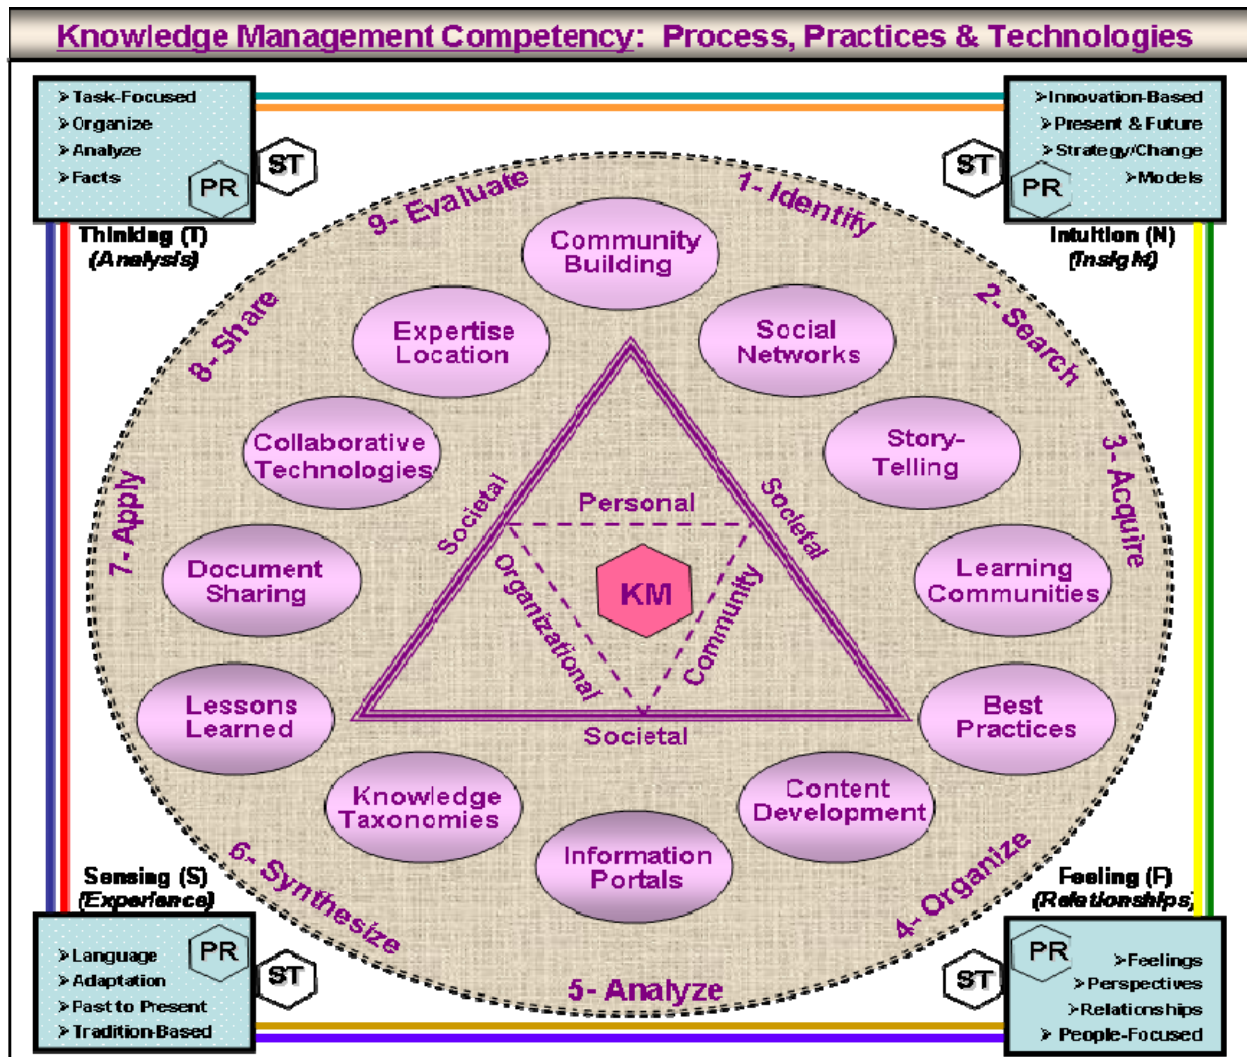 Knowledge Management Competency: Process, Practices & Technologies
➢Task-Focused
➢Organize
➢Analyze
➢Facts
PR
ST
Thinking (T)
(Analysis)
➢Innovation-Based
➢Present & Future
➢Strategy/Change
➢Models
ST
PR
Intuition (N)
(Insight)
1- Identify
2- Search
3- Acquire
4- Organize
5- Analyze
6- Synthesize
7- Apply
8- Share
9- Evaluate
Community
Building
Social
Networks
Story-
Telling
Learning
Communities
Best
Practices
Content
Development
Information
Portals
Knowledge
Taxonomies
Lessons
Learned
Document
Sharing
Collaborative
Technologies
Expertise
Location
Societal
Societal
Personal
Organizational
Community
KM
Societal
Sensing (S)
(Experience)
PR
ST
➢Language
➢Adaptation
➢Past to Present
➢Tradition-Based
Feeling (F)
(Relationships)
PR
ST
➢Feelings
➢Perspectives
➢Relationships
➢People-Focused